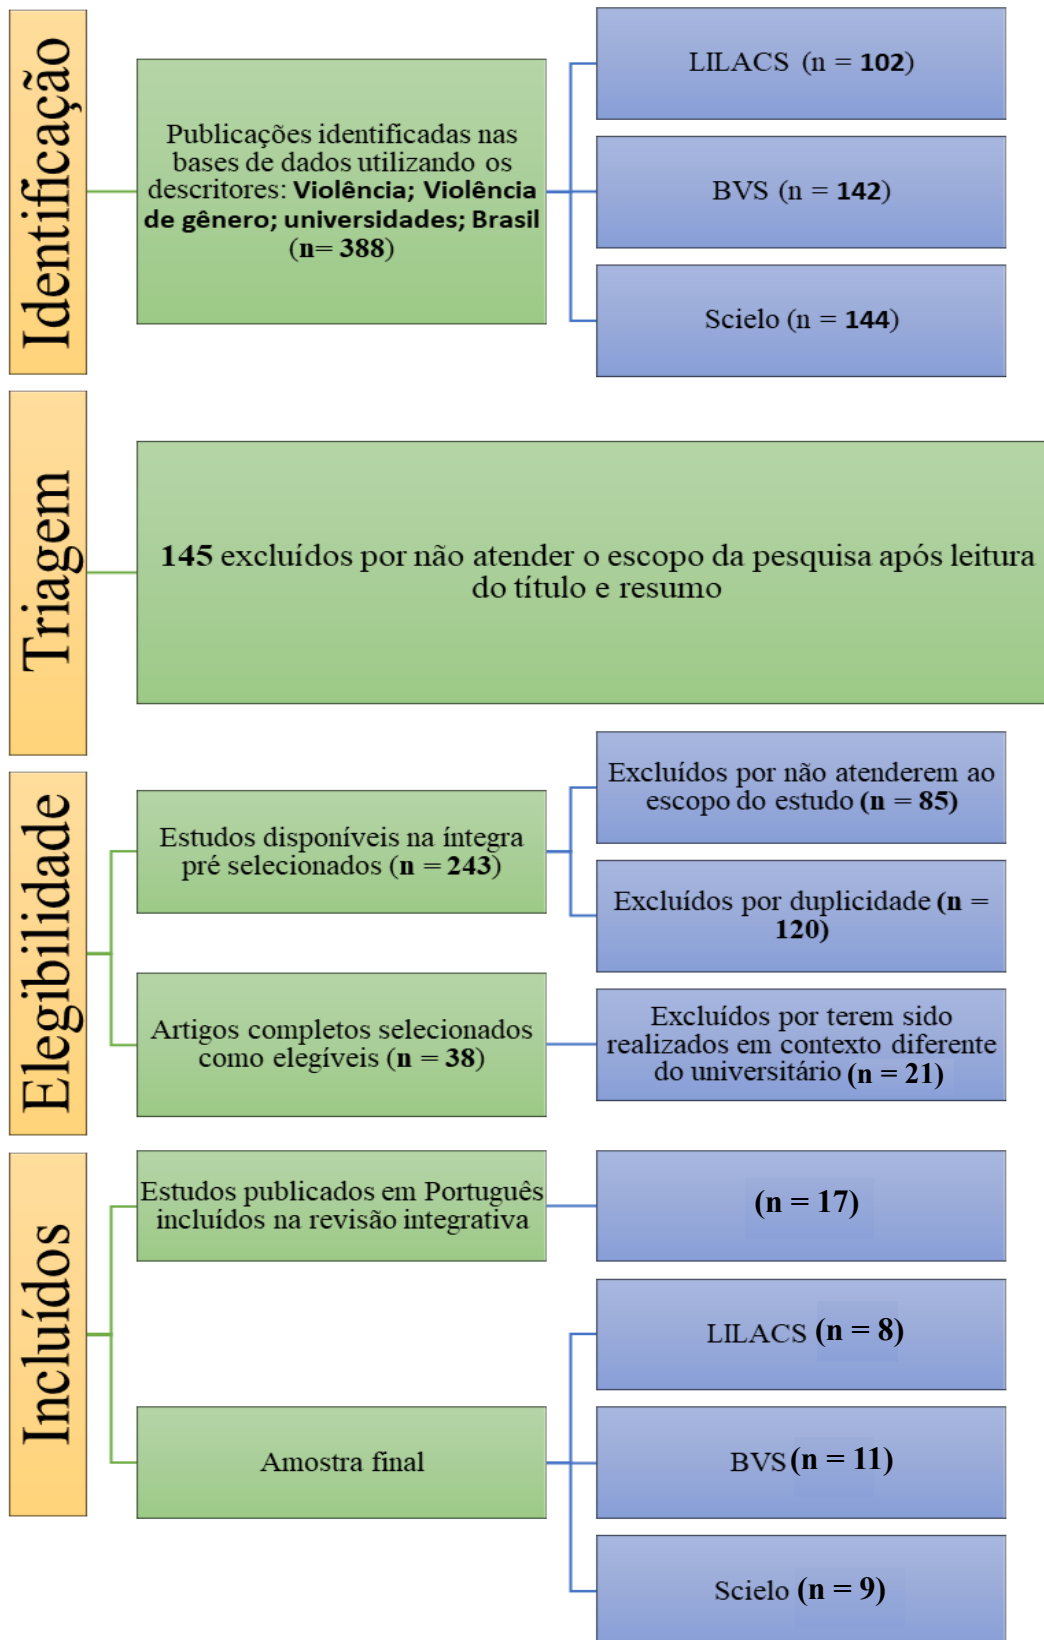 Identificação
Publicações identificadas nas
bases de dados utilizando os
descritores: Violência; Violência
de gênero; universidades; Brasil
(n= 388)
LILACS (n = 102)
BVS (n = 142)
Scielo (n = 144)
Triagem
145 excluídos por não atender o escopo da pesquisa após leitura
do título e resumo
Elegibilidade
Estudos disponíveis na íntegra
pré selecionados (n = 243)
Excluídos por não atenderem ao
escopo do estudo (n = 85)
Excluídos por duplicidade (n =
120)
Artigos completos selecionados
como elegíveis (n = 38)
Excluídos por terem sido
realizados em contexto diferente
do universitário (n = 21)
Incluídos
Estudos publicados em Português
incluídos na revisão integrativa
(n = 17)
Amostra final
LILACS (n = 8)
BVS (n = 11)
Scielo (n = 9)